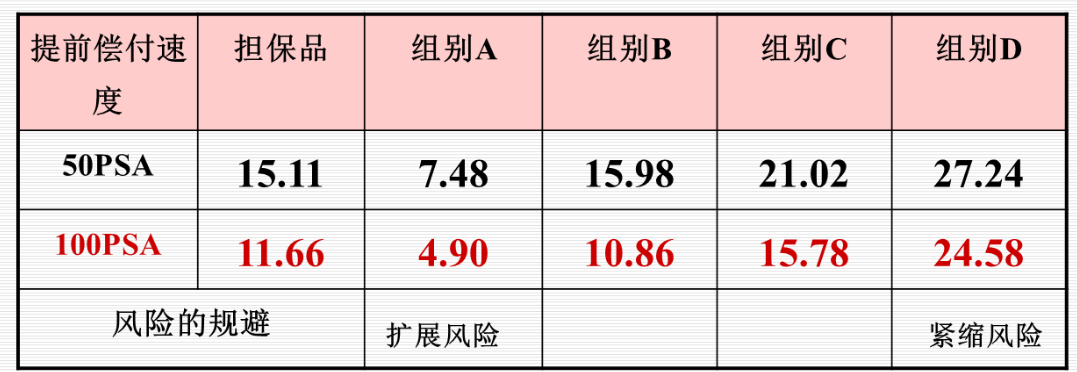 提前偿付速度 担保品 组别A 组别B 组别C 组别D
50PSA 15.11 7.48 15.98 21.02 27.24
100PSA 11.66 4.90 10.86 15.78 24.58
风险的规避 扩展风险 紧缩风险